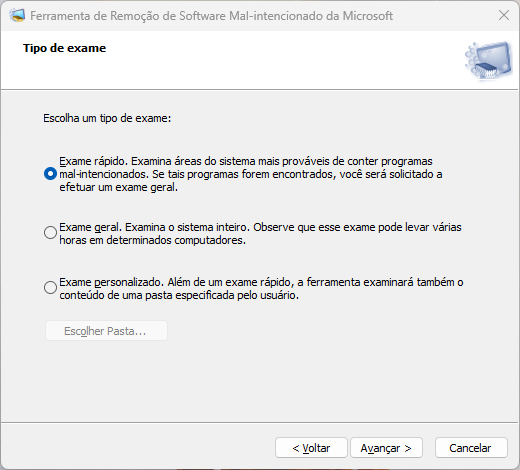 Ferramenta de Remoção de Software Mal-intencionado da Microsoft
Tipo de exame
Escolha um tipo de exame:
Exame rápido. Examina áreas do sistema mais prováveis de conter programas
mal-intencionados. Se tais programas forem encontrados, você será solicitado a
efetuar um exame geral.
Exame geral. Examina o sistema inteiro. Observe que esse exame pode levar várias
horas em determinados computadores.
Exame personalizado. Além de um exame rápido, a ferramenta examinará também o
conteúdo de uma pasta especificada pelo usuário.
Escolher Pasta...
< Voltar
Avançar >
Cancelar